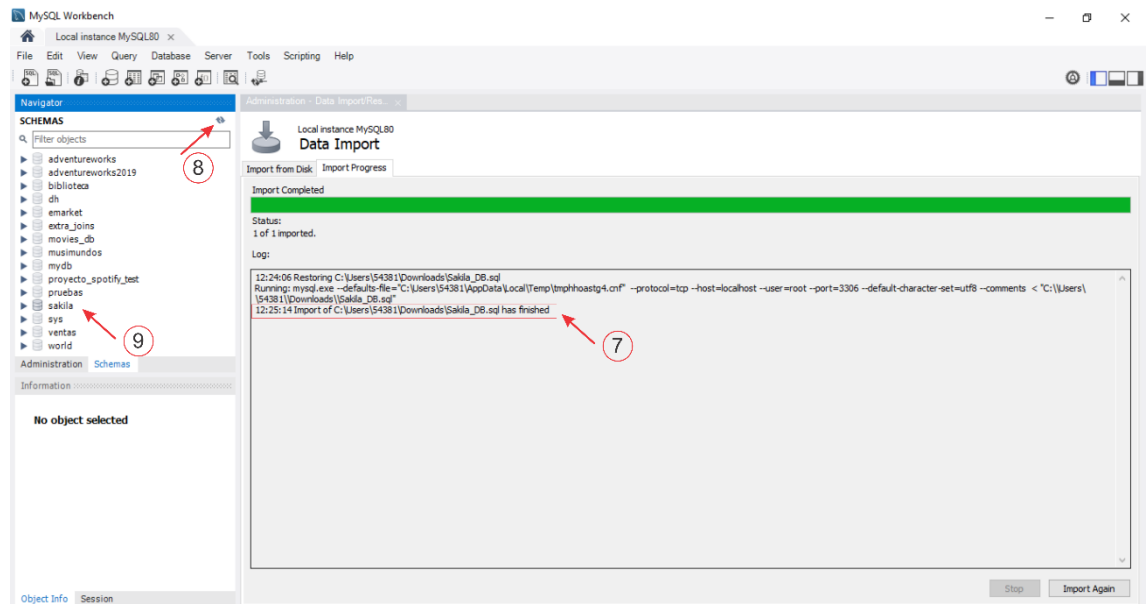 MySQL Workbench
Local instance MySQL80
File Edit View Query Database Server Tools Scripting Help
Navigator
SCHEMAS
Filter objects
adventureworks
adventureworks2019
biblioteca
dh
emarket
extra_joins
movies_db
musimundos
mydb
proyecto_spotify_test
pruebas
sakila
sys
ventas
world
8
9
Administration Schemas
Information
No object selected
Object Info Session
Administration - Data Import/Res...
Local instance MySQL80
Data Import
Import from Disk Import Progress
Import Completed
Status:
1 of 1 imported.
Log:
12:24:06 Restoring C:\Users\54381\Downloads\Sakila_DB.sql
Running: mysql.exe --defaults-file="C:\Users\54381\AppData\Local\Temp\tmphhoastg4.cnf" --protocol=tcp --host=localhost --user=root --port=3306 --default-character-set=utf8 --comments < "C:\\Users\
\54381\\Downloads\\Sakila_DB.sql"
12:25:14 Import of C:\Users\54381\Downloads\Sakila_DB.sql has finished
7
Stop Import Again